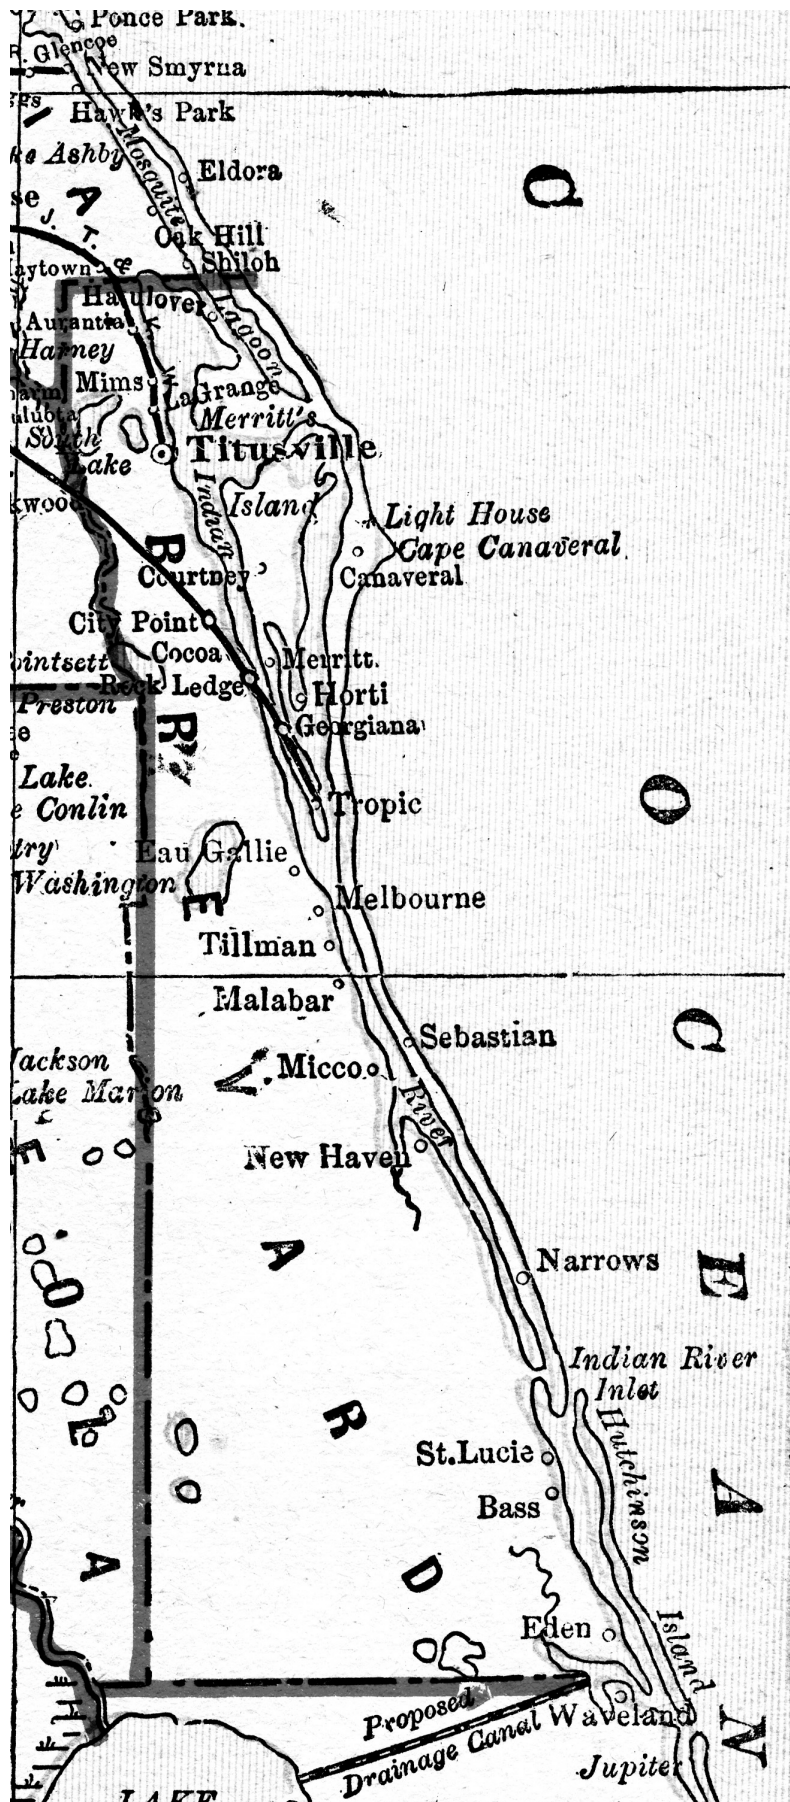 Ponce Park.
Glencoe
New Smyrna
Hawk's Park
Ashby
Mosquito
Eldora
J. T. & K. W.
Oak Hill
Shiloh
Haulover
Lagoon
Aurantia
Harney
Mims
LaGrange
Merritt's
South
Titusville
Lake
Indian
Island
Light House
Cape Canaveral
Courtney
Canaveral
City Point
Cocoa
Merritt.
Rock Ledge
Horti
Preston
Georgiana
Lake
Conlin
Tropic
Eau Gallie
Washington
Melbourne
Tillman
Malabar
Sebastian
Jackson
Micco
Lake Marion
River
New Haven
Narrows
Indian River
Inlet
Hutchinson
St.Lucie
Bass
Eden
Island
Proposed
Drainage Canal
Waveland
Jupiter
LAKE
BREVARD
OCEAN